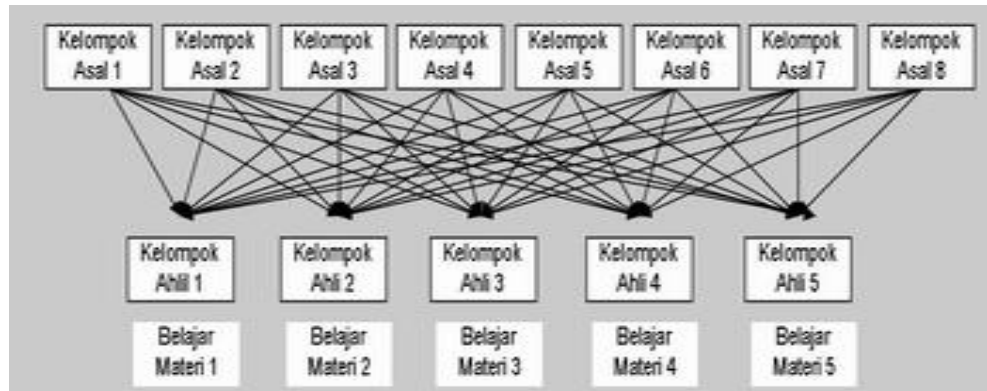 Kelompok
Asal 1
Kelompok
Asal 2
Kelompok
Asal 3
Kelompok
Asal 4
Kelompok
Asal 5
Kelompok
Asal 6
Kelompok
Asal 7
Kelompok
Asal 8
Kelompok
Ahlil 1
Kelompok
Ahli 2
Kelompok
Ahli 3
Kelompok
Ahli 4
Kelompok
Ahli 5
Belajar
Materi 1
Belajar
Materi 2
Belajar
Materi 3
Belajar
Materi 4
Belajar
Materi 5